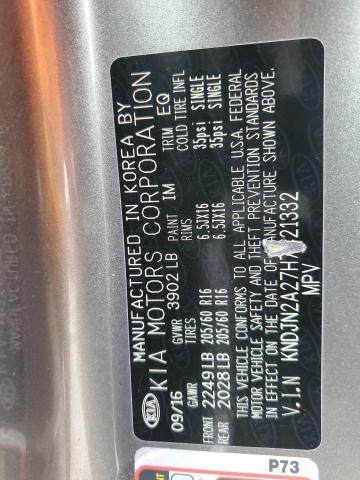 MANUFACTURED IN KOREA BY
KIA KIA MOTORS CORPORATION
09/16 GVWR 3902 LB PAINT IM TRIM EQ
GAWR TIRES RIMS COLD TIRE INFL
FRONT 2249LB 205/60 R16 6.5JX16 35psi SINGLE
REAR 2028LB 205/60 R16 6.5JX16 35psi SINGLE
THIS VEHICLE CONFORMS TO ALL APPLICABLE U.S.A. FEDERAL
MOTOR VEHICLE SAFETY AND THEFT PREVENTION STANDARDS
IN EFFECT ON THE DATE OF MANUFACTURE SHOWN ABOVE.
V.I.N KNDJN2A27H 21332
MPV
P73